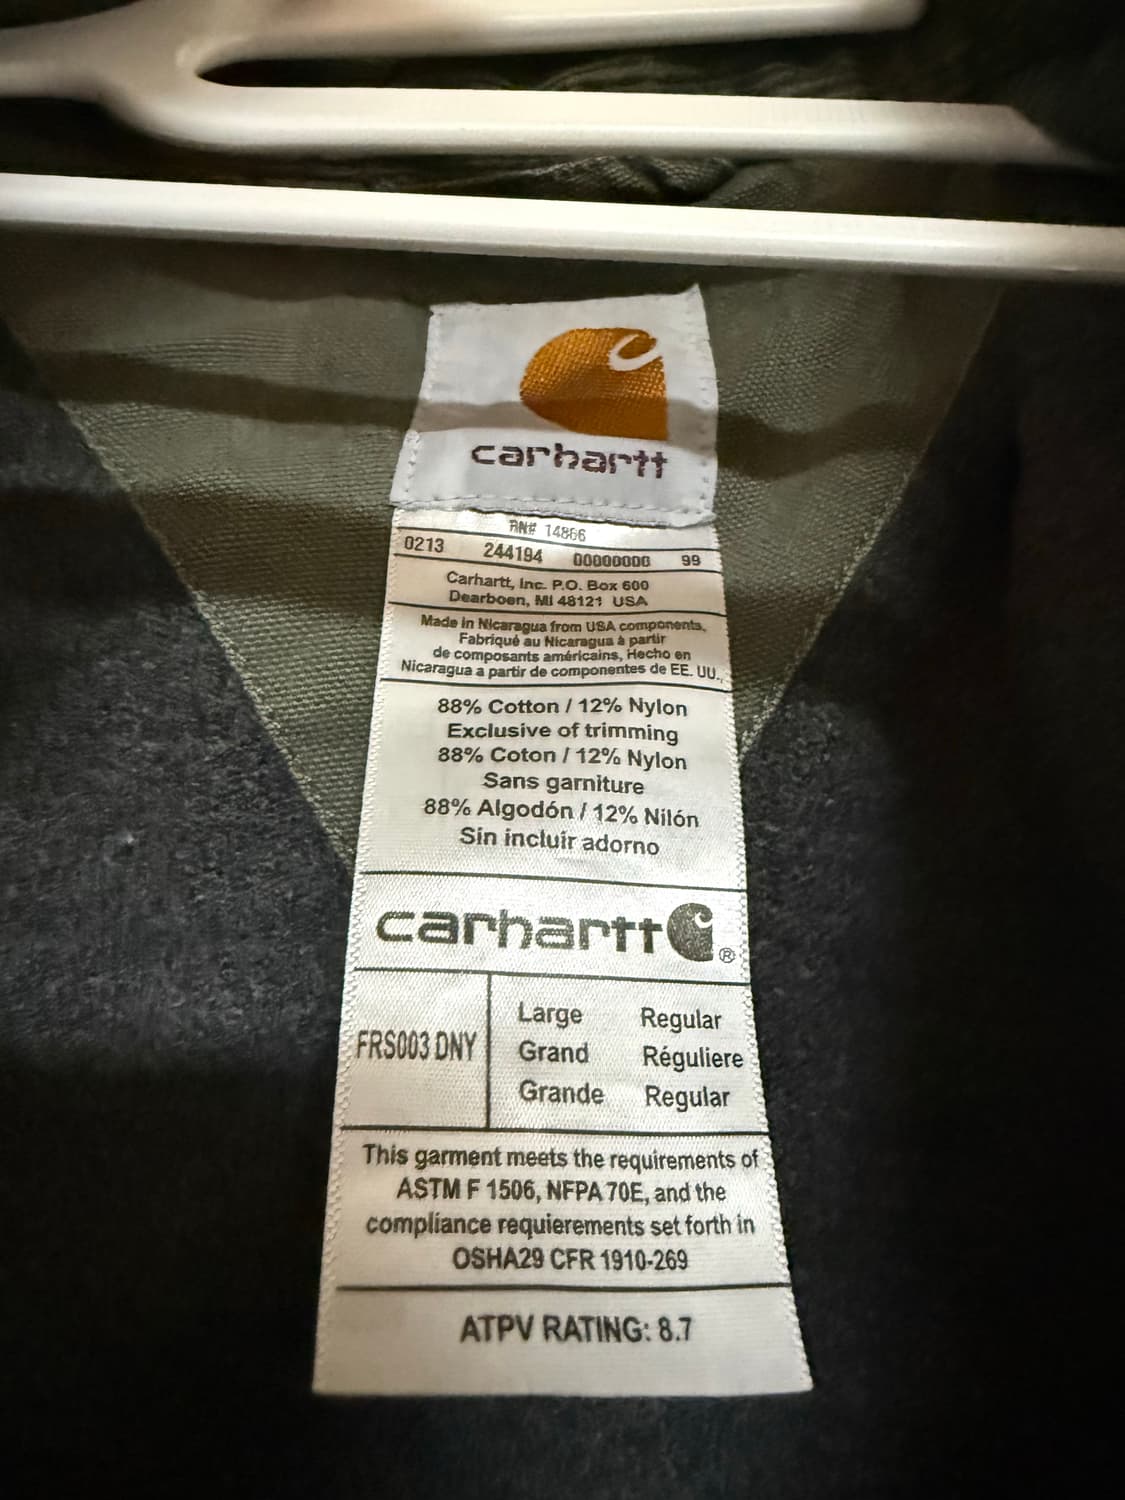 carhartt
RN# 14806
0213 244194 00000000 99
Carhartt, Inc. P.O. Box 600
Dearboen, MI 48121 USA
Made in Nicaragua from USA components,
Fabriqué au Nicaragua à partir
de composants américains, Hecho en
Nicaragua a partir de componentes de EE. UU.,
88% Cotton / 12% Nylon
Exclusive of trimming
88% Coton / 12% Nylon
Sans garniture
88% Algodón / 12% Nilón
Sin incluir adorno
carhartt ®
FRS003 DNY
Large Regular
Grand Réguliere
Grande Regular
This garment meets the requirements of
ASTM F 1506, NFPA 70E, and the
compliance requierements set forth in
OSHA29 CFR 1910-269
ATPV RATING: 8.7